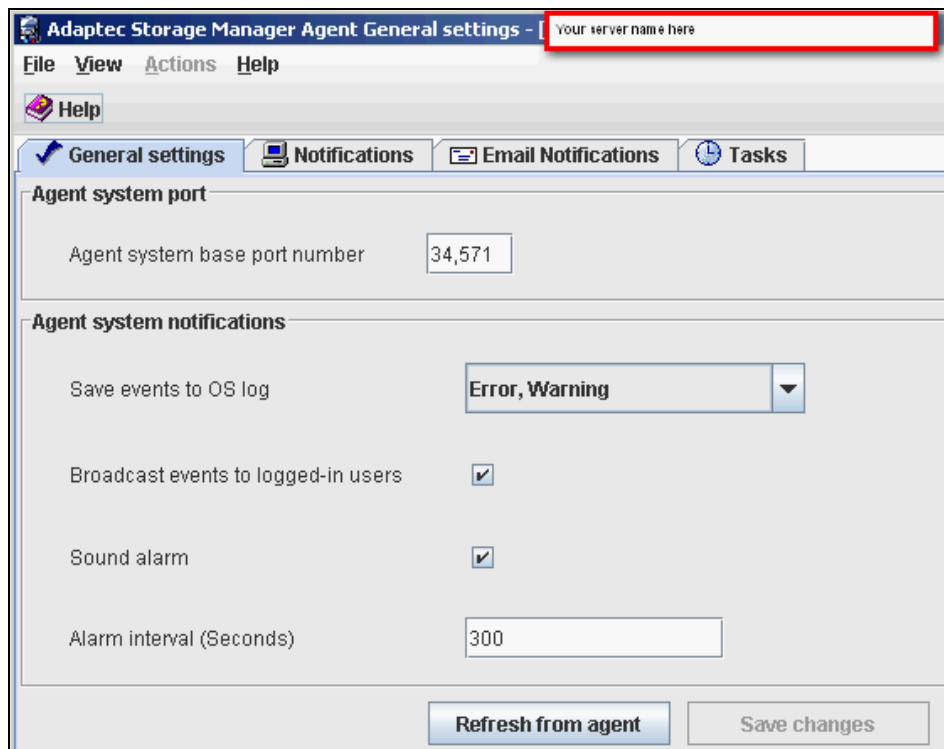 Adaptec Storage Manager Agent General settings - [ Your server name here
File View Actions Help
Help
General settings Notifications Email Notifications Tasks
Agent system port
Agent system base port number 34,571
Agent system notifications
Save events to OS log Error, Warning
Broadcast events to logged-in users
Sound alarm
Alarm interval (Seconds) 300
Refresh from agent Save changes